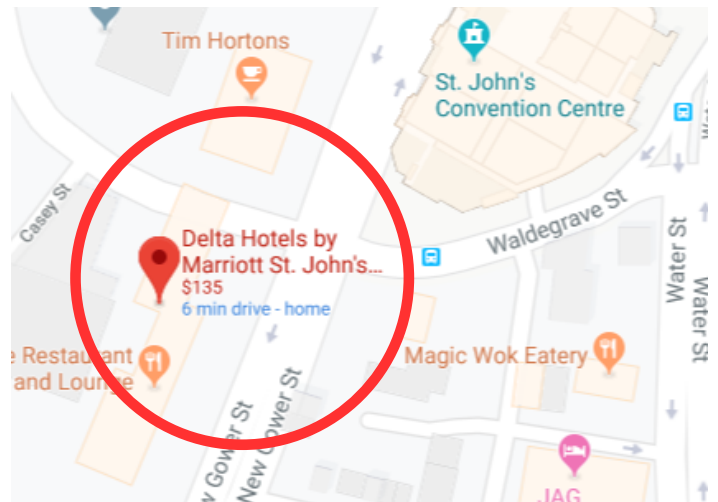 Tim Hortons
St. John's
Convention Centre
Casey St
Delta Hotels by
Marriott St. John's...
$135
6 min drive - home
Waldegrave St
Water St
Water St
e Restaurant
and Lounge
Magic Wok Eatery
w Gower St
New Gower St
JAG